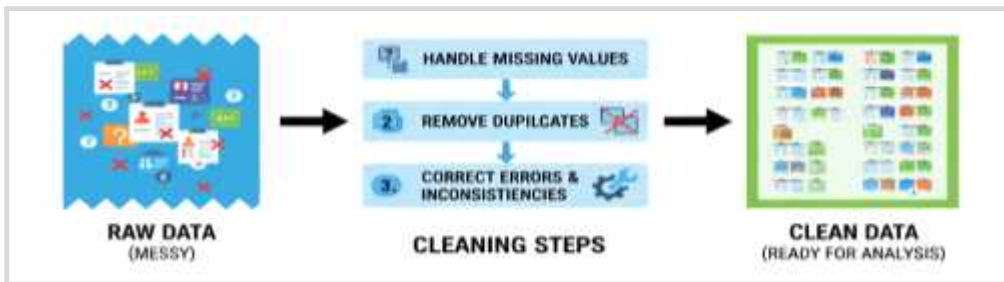 HANDLE MISSING VALUES
2
REMOVE DUPILCATES
3.
CORRECT ERRORS &
INCONSISTIENCIES
RAW DATA
(MESSY)
CLEANING STEPS
CLEAN DATA
(READY FOR ANALYSIS)